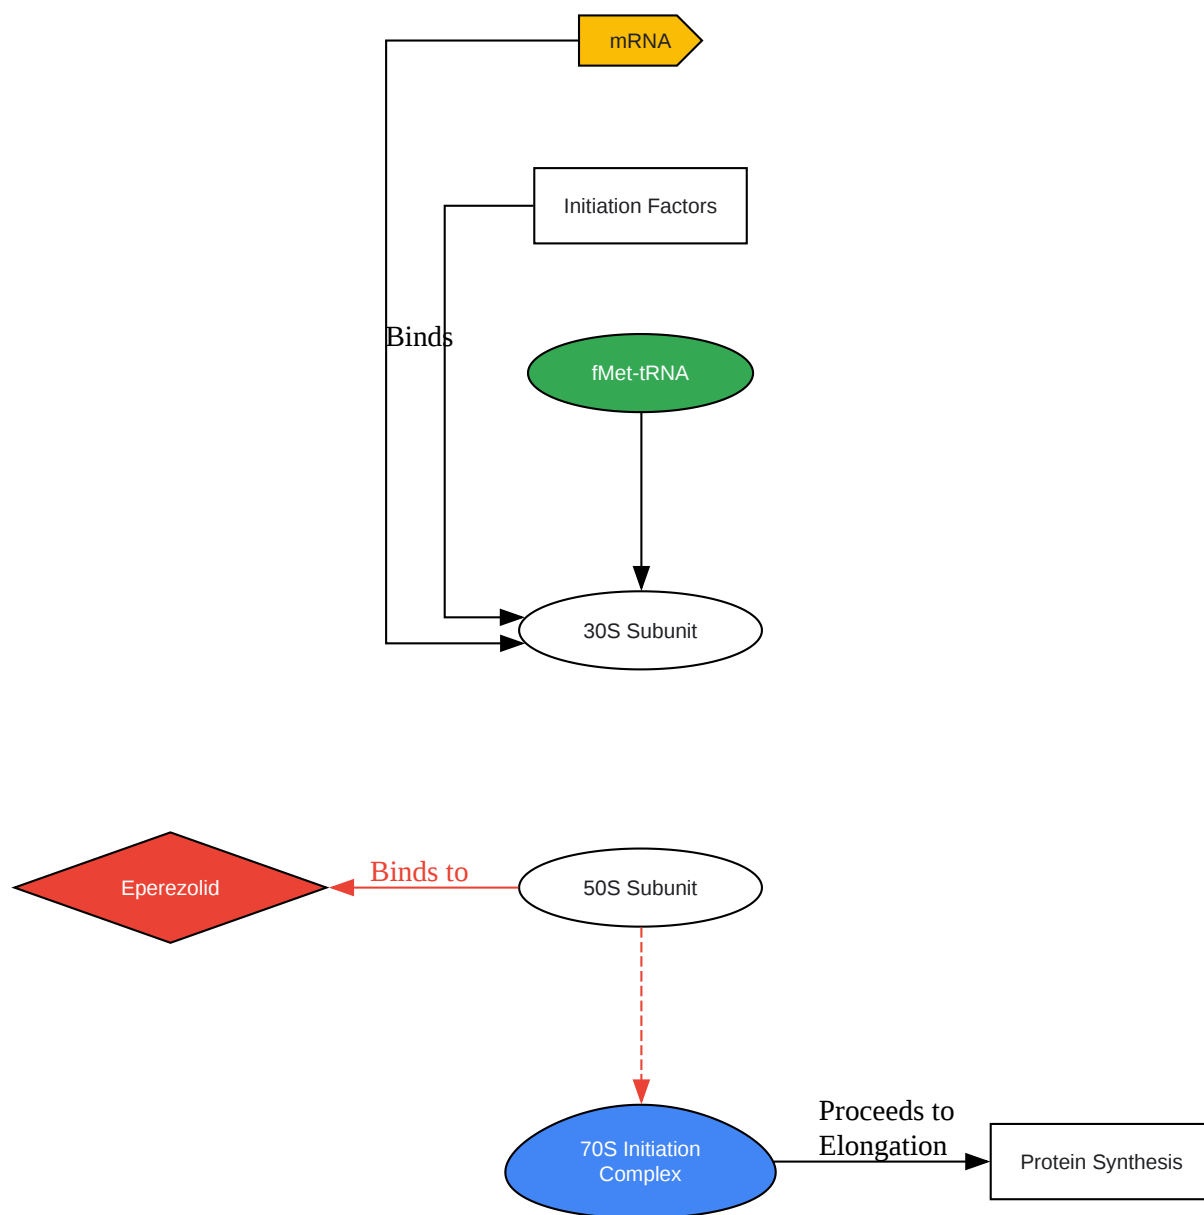 mRNA
Initiation Factors
Binds
fMet-tRNA
30S Subunit
Eperezolid
Binds to
50S Subunit
70S Initiation
Complex
Proceeds to
Elongation
Protein Synthesis